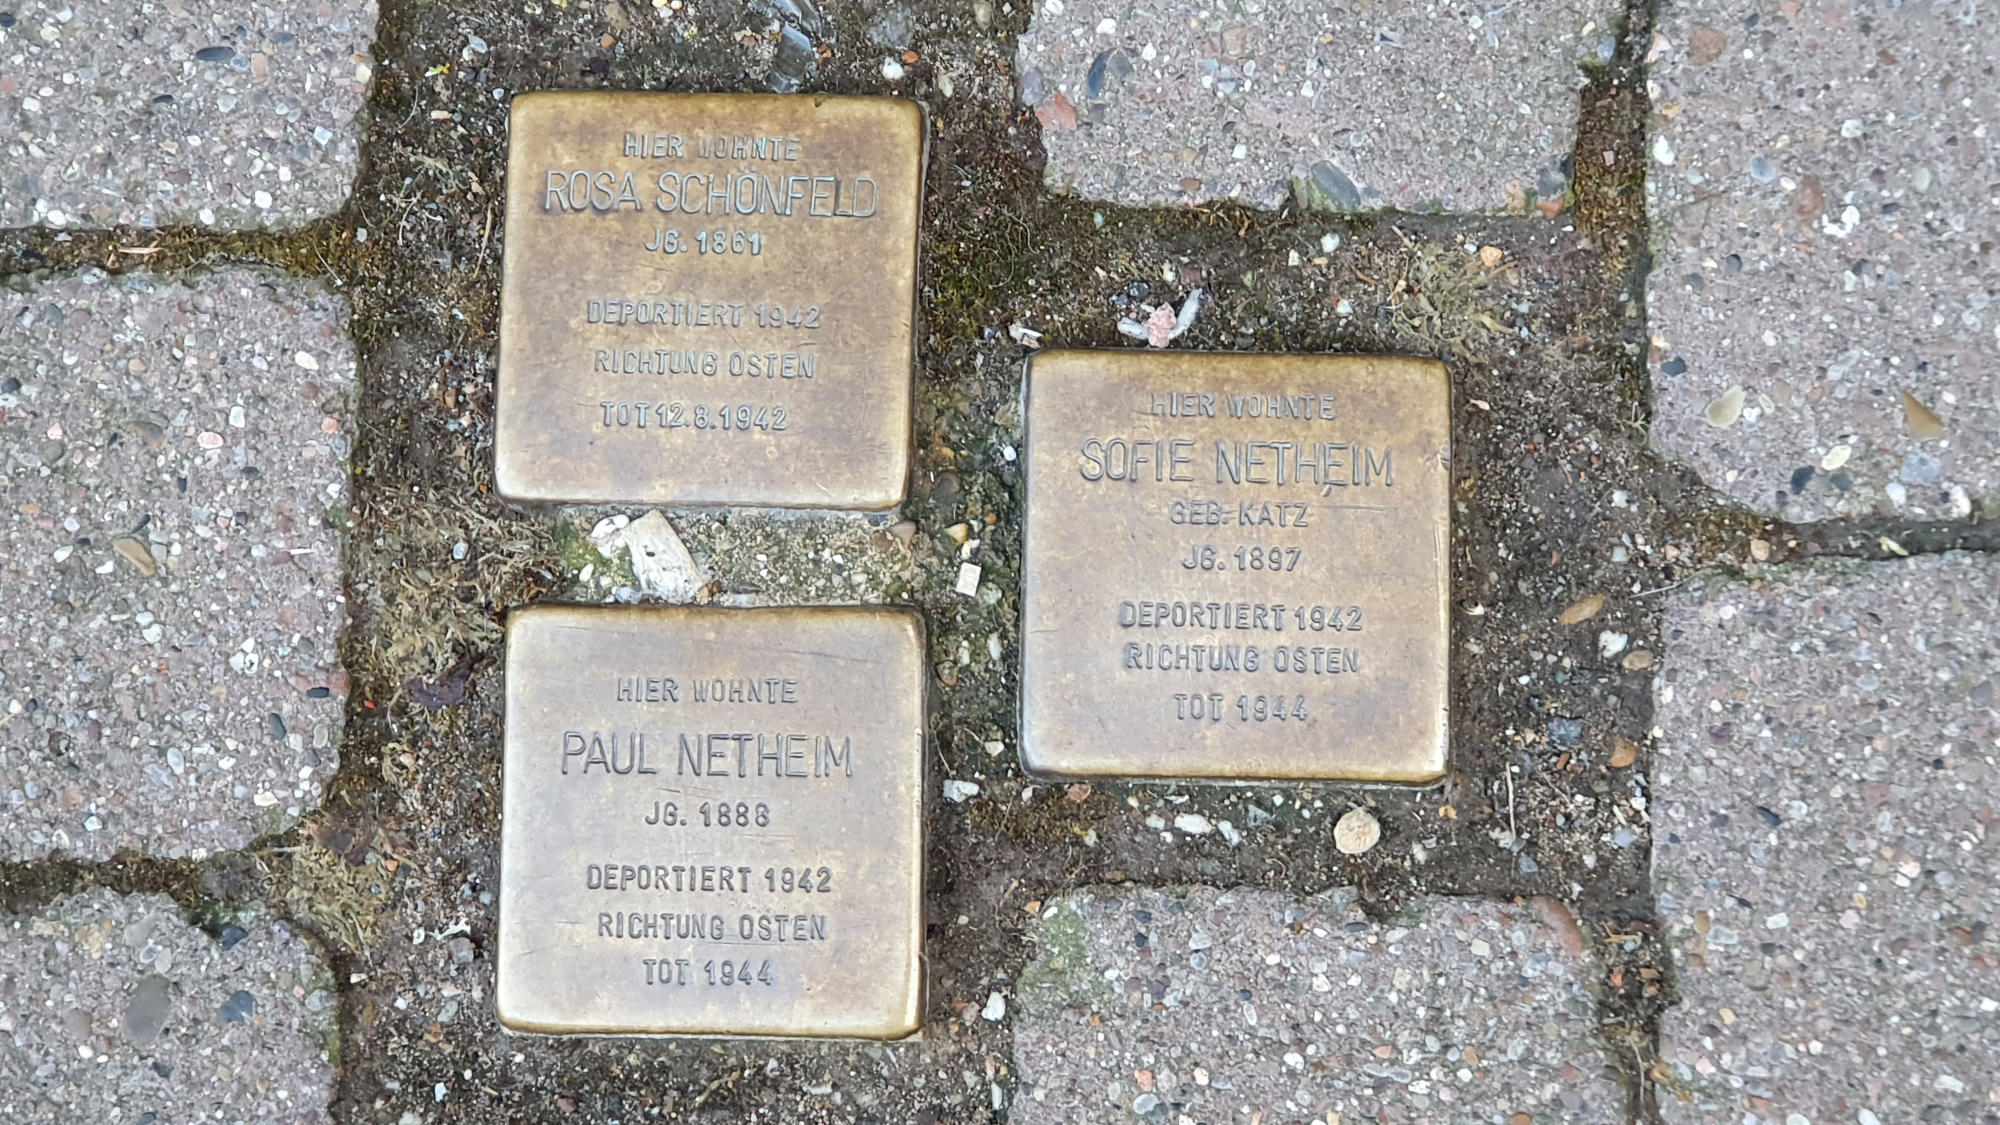 HIER WOHNTE
ROSA SCHÖNFELD
JG. 1861
DEPORTIERT 1942
RICHTUNG OSTEN
TOT 12.8.1942
HIER WOHNTE
SOFIE NETHEIM
GEB. KATZ
JG. 1897
DEPORTIERT 1942
RICHTUNG OSTEN
TOT 1944
HIER WOHNTE
PAUL NETHEIM
JG. 1888
DEPORTIERT 1942
RICHTUNG OSTEN
TOT 1944